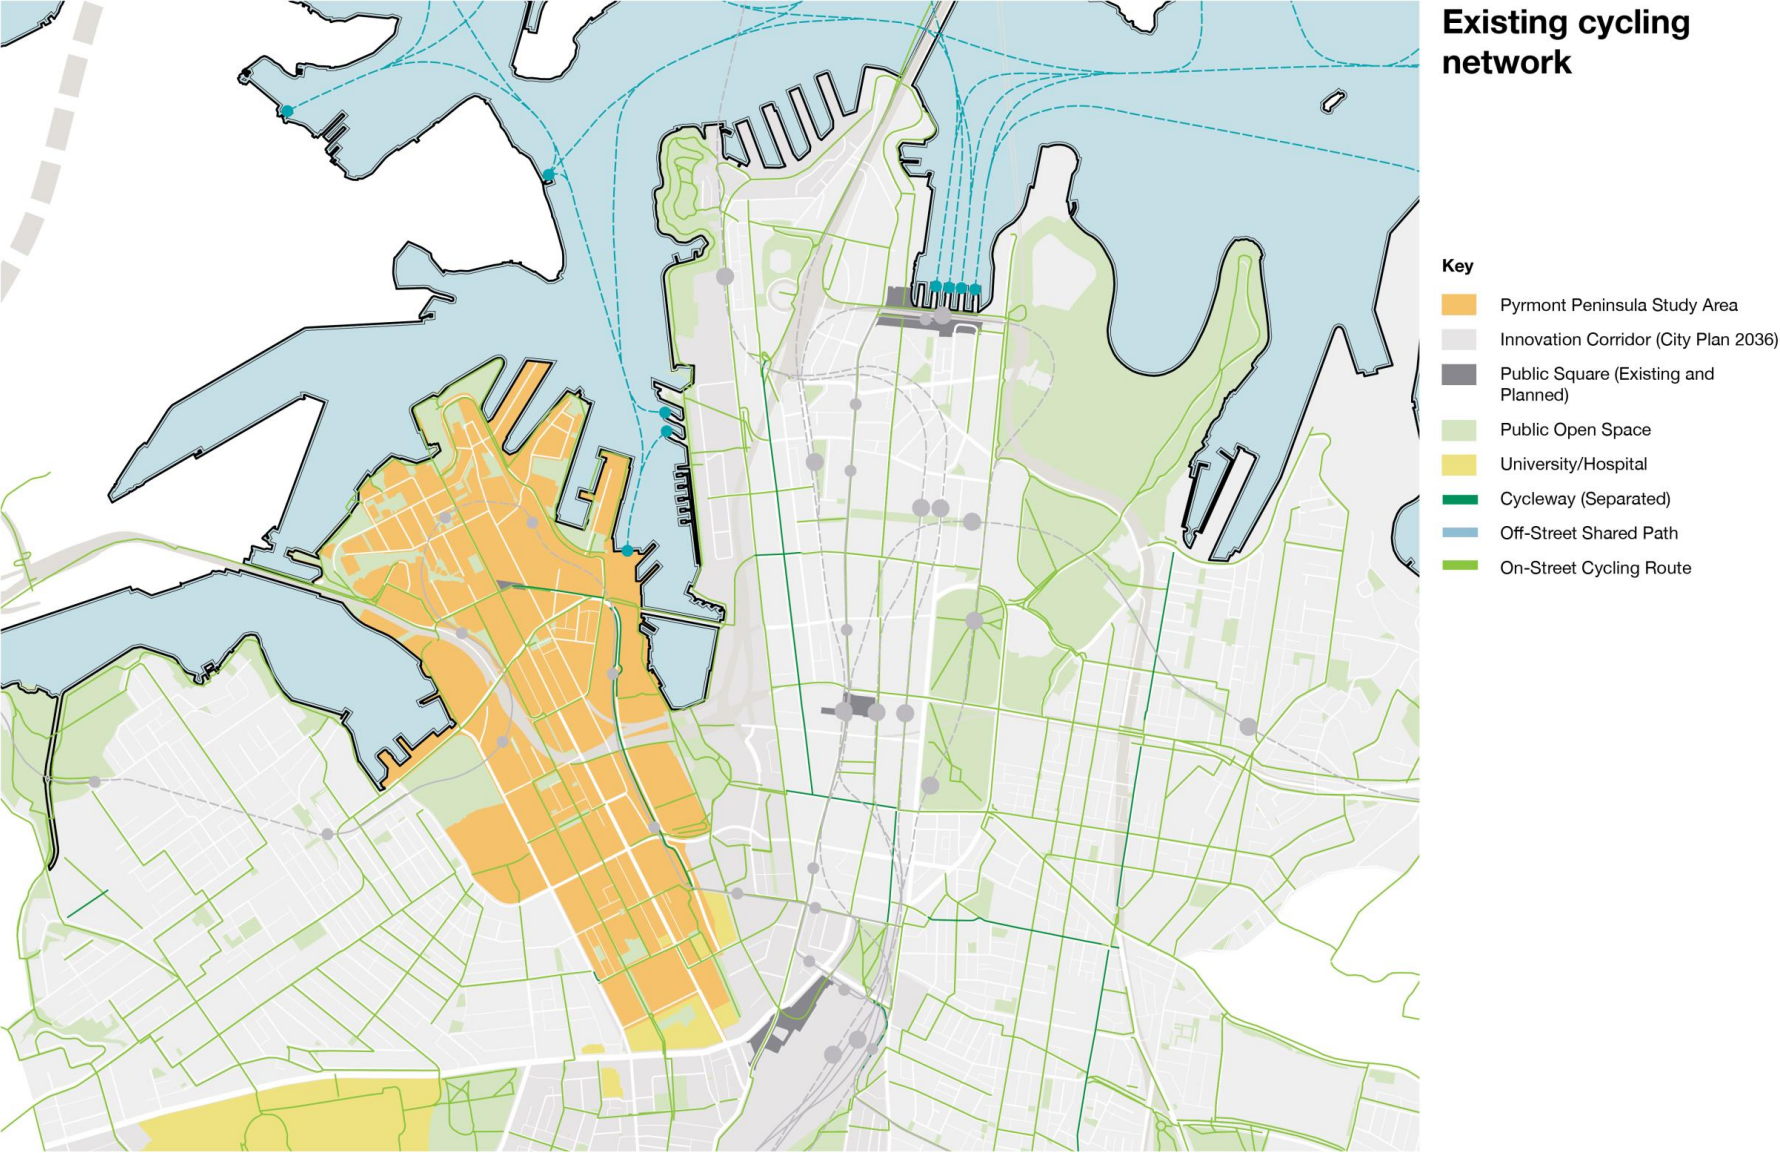 Existing cycling
network
Key
Pyrmont Peninsula Study Area
Innovation Corridor (City Plan 2036)
Public Square (Existing and
Planned)
Public Open Space
University/Hospital
Cycleway (Separated)
Off-Street Shared Path
On-Street Cycling Route